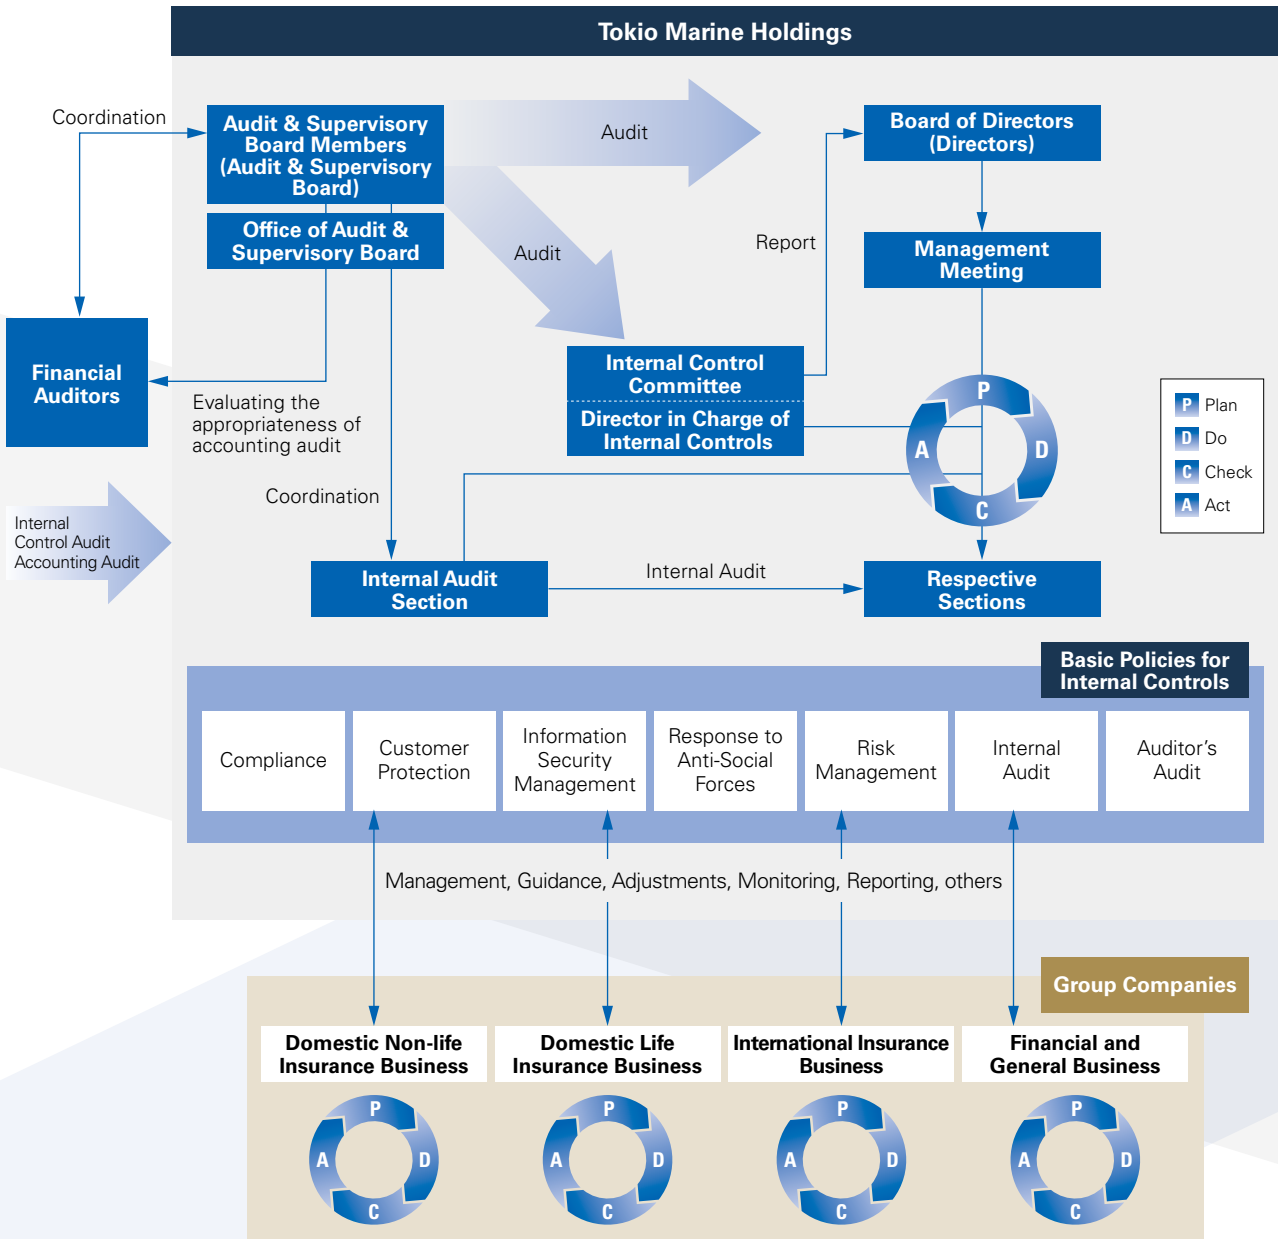 Tokio Marine Holdings
Coordination
Audit & Supervisory
Board Members
(Audit & Supervisory
Board)
Office of Audit &
Supervisory Board
Audit
Audit
Board of Directors
(Directors)
Report
Management
Meeting
Financial
Auditors
Evaluating the
appropriateness of
accounting audit
Internal Control
Committee
Director in Charge of
Internal Controls
P
D
C
A
P Plan
D Do
C Check
A Act
Coordination
Internal
Control Audit
Accounting Audit
Internal Audit
Section
Internal Audit
Respective
Sections
Basic Policies for
Internal Controls
Compliance
Customer
Protection
Information
Security
Management
Response to
Anti-Social
Forces
Risk
Management
Internal
Audit
Auditor's
Audit
Management, Guidance, Adjustments, Monitoring, Reporting, others
Group Companies
Domestic Non-life
Insurance Business
Domestic Life
Insurance Business
International Insurance
Business
Financial and
General Business
P
D
C
A
P
D
C
A
P
D
C
A
P
D
C
A